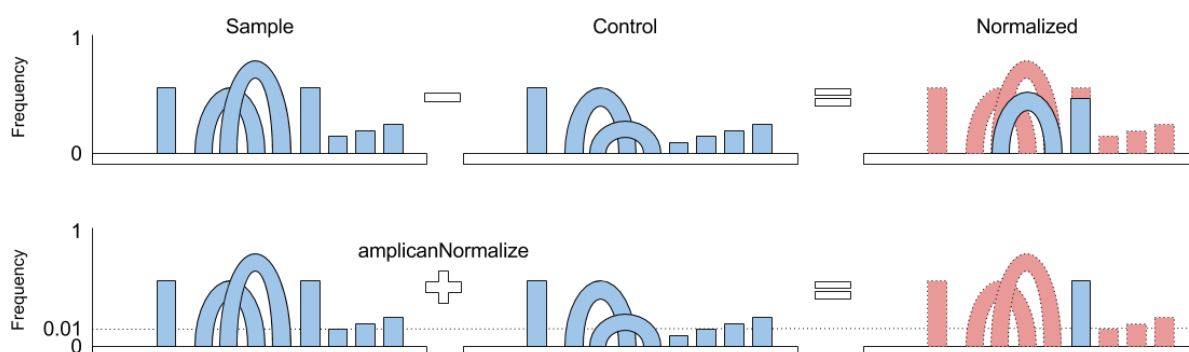 Sample
Control
Normalized
1
Frequency
0
1
amplicanNormalize
Frequency
0.01
0